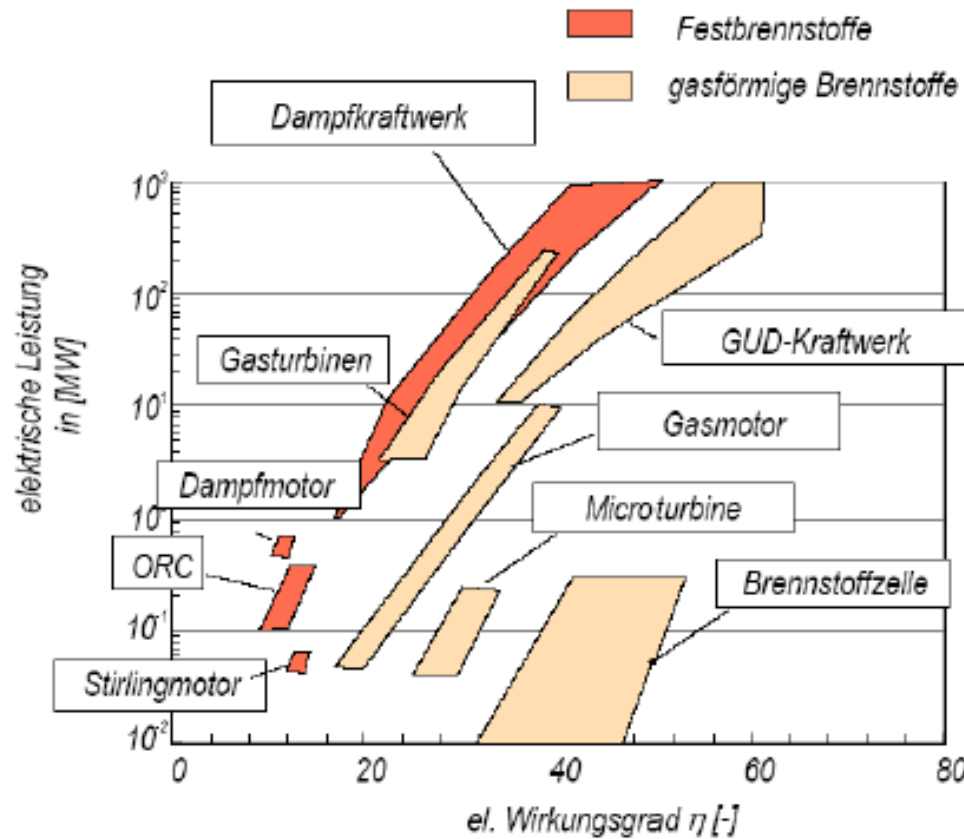 Festbrennstoffe
gasförmige Brennstoffe
Dampfkraftwerk
10³
10²
GUD-Kraftwerk
Gasturbinen
10¹
Gasmotor
Dampfmotor
10⁰
Microturbine
ORC
Brennstoffzelle
10⁻¹
Stirlingmotor
10⁻²
elektrische Leistung
in [MW]
0 20 40 60 80
el. Wirkungsgrad η [-]